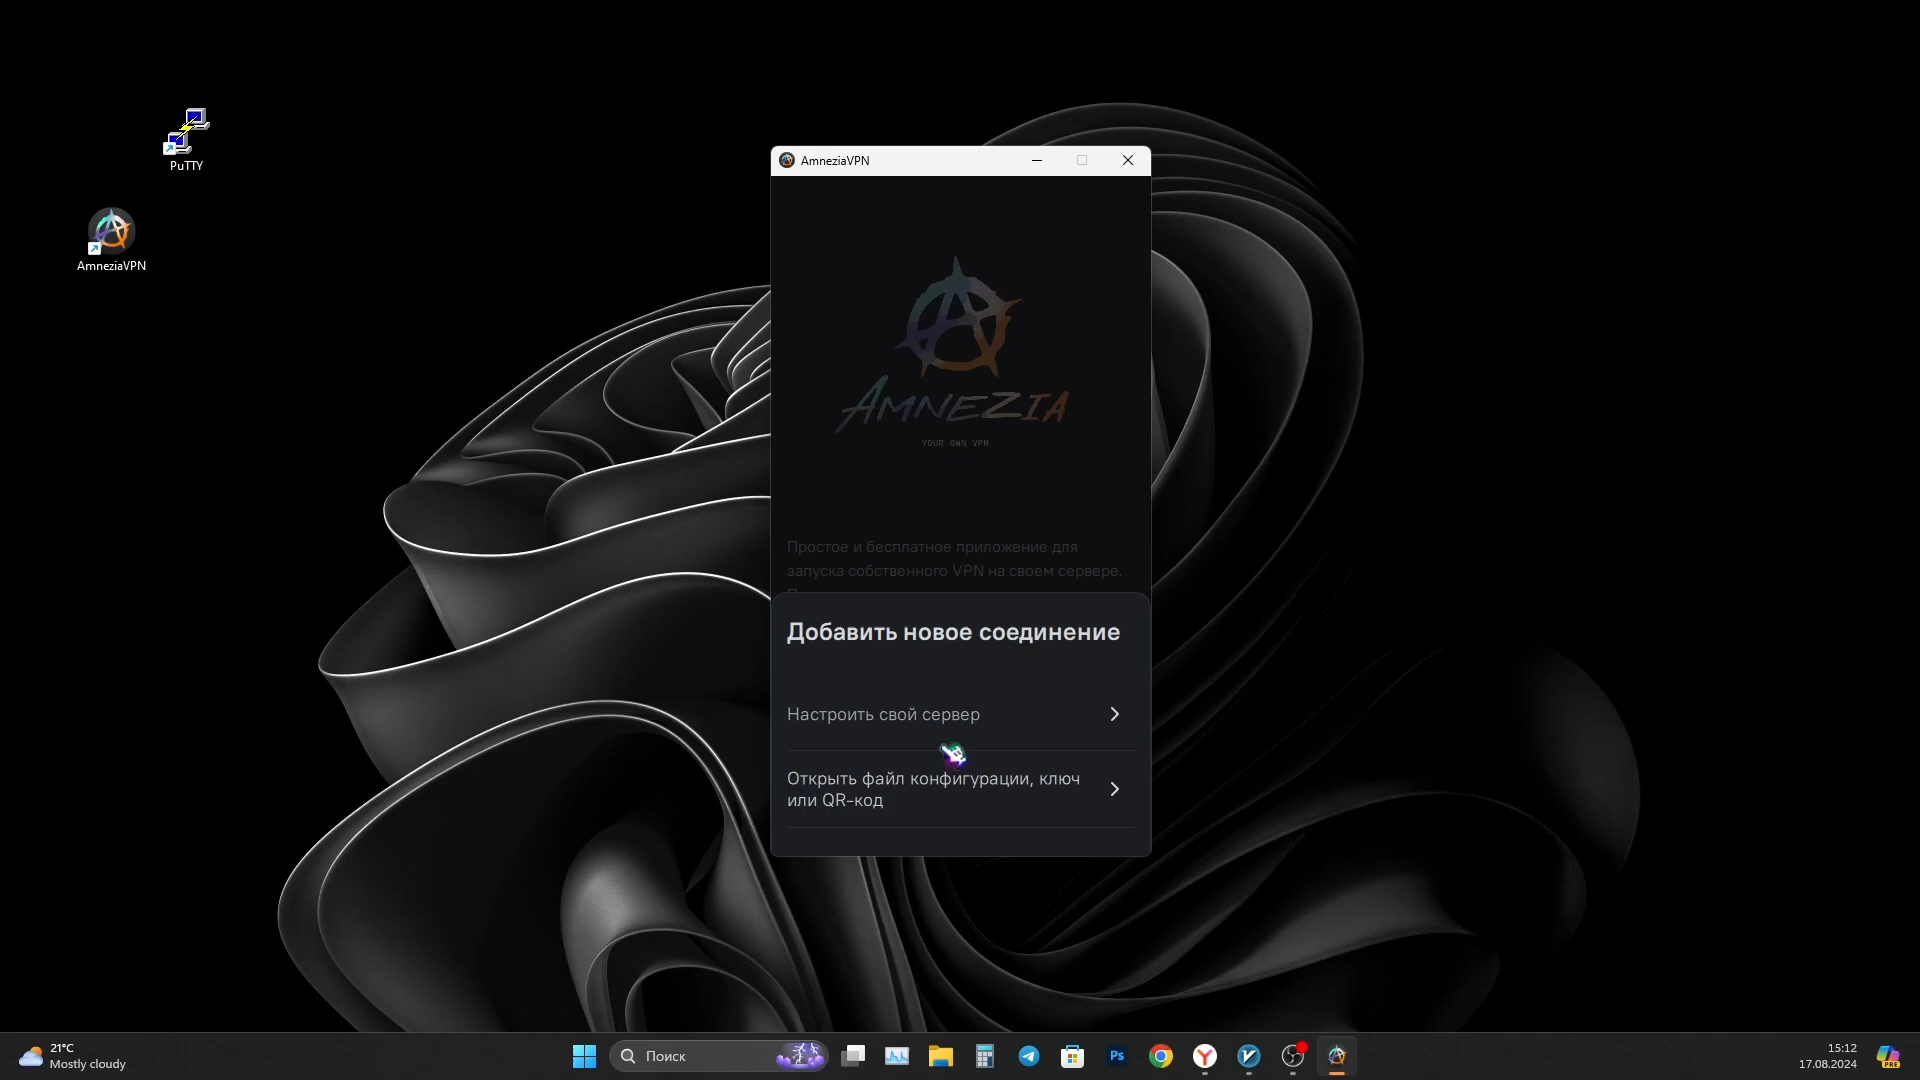 PuTTY
AmneziaVPN
AmneziaVPN
AMNEZIA
YOUR OWN VPN
Простое и бесплатное приложение для
запуска собственного VPN на своем сервере.
Добавить новое соединение
Настроить свой сервер
Открыть файл конфигурации, ключ
или QR-код
21°C
Mostly cloudy
Поиск
Ps
15:12
17.08.2024
PRE